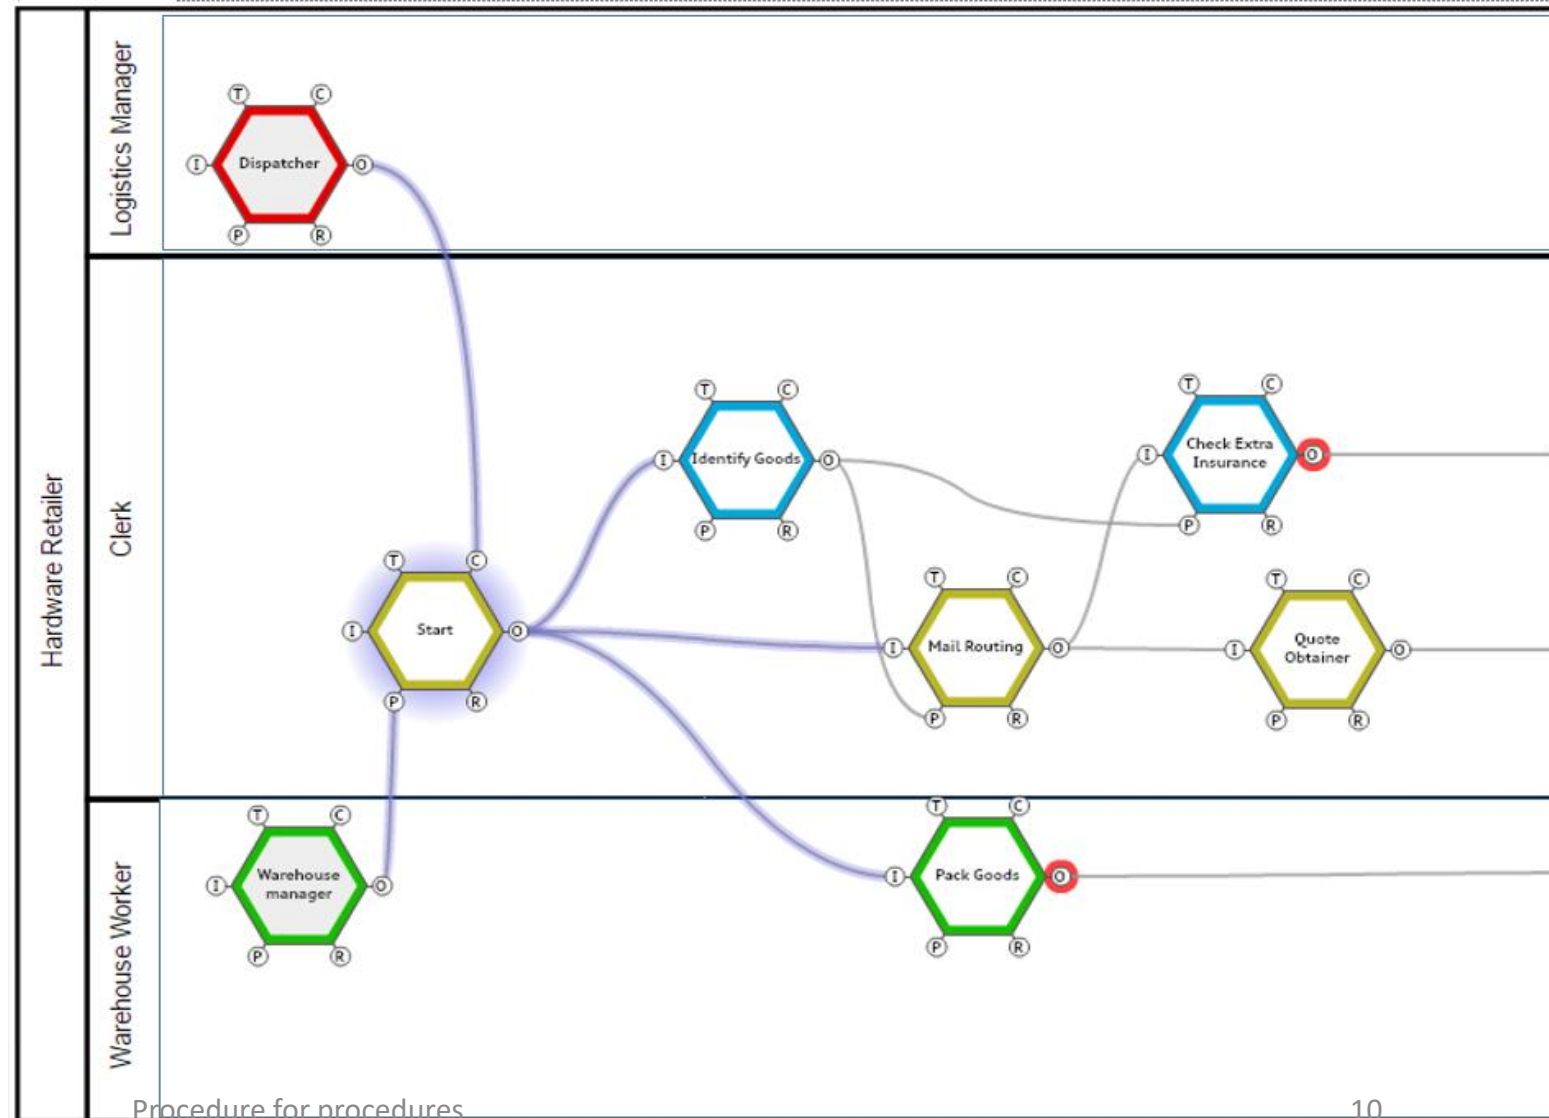 Hardware Retailer
Logistics Manager
T
C
I
Dispatcher
O
P
R
Clerk
T
C
I
Start
O
P
R
T
C
I
Identify Goods
O
P
R
T
C
I
Mail Routing
O
P
R
T
C
I
Check Extra
Insurance
O
P
R
T
C
I
Quote
Obtainer
O
P
R
Warehouse Worker
T
C
I
Warehouse
manager
O
P
R
T
C
I
Pack Goods
O
P
R
Procedure for procedures
10